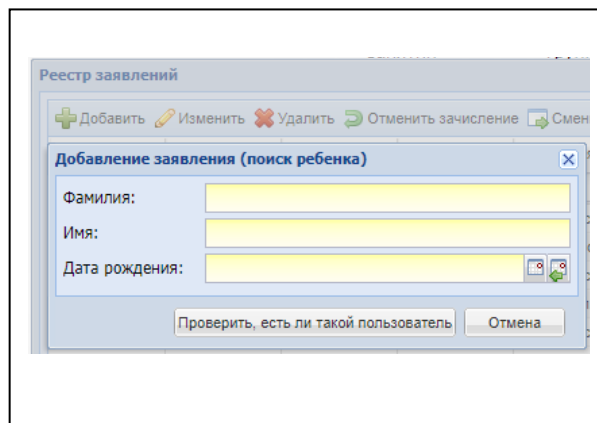 Реестр заявлений
Добавить Изменить Удалить Отменить зачисление
Добавление заявления (поиск ребенка)
Фамилия:
Имя:
Дата рождения:
Проверить, есть ли такой пользователь Отмена